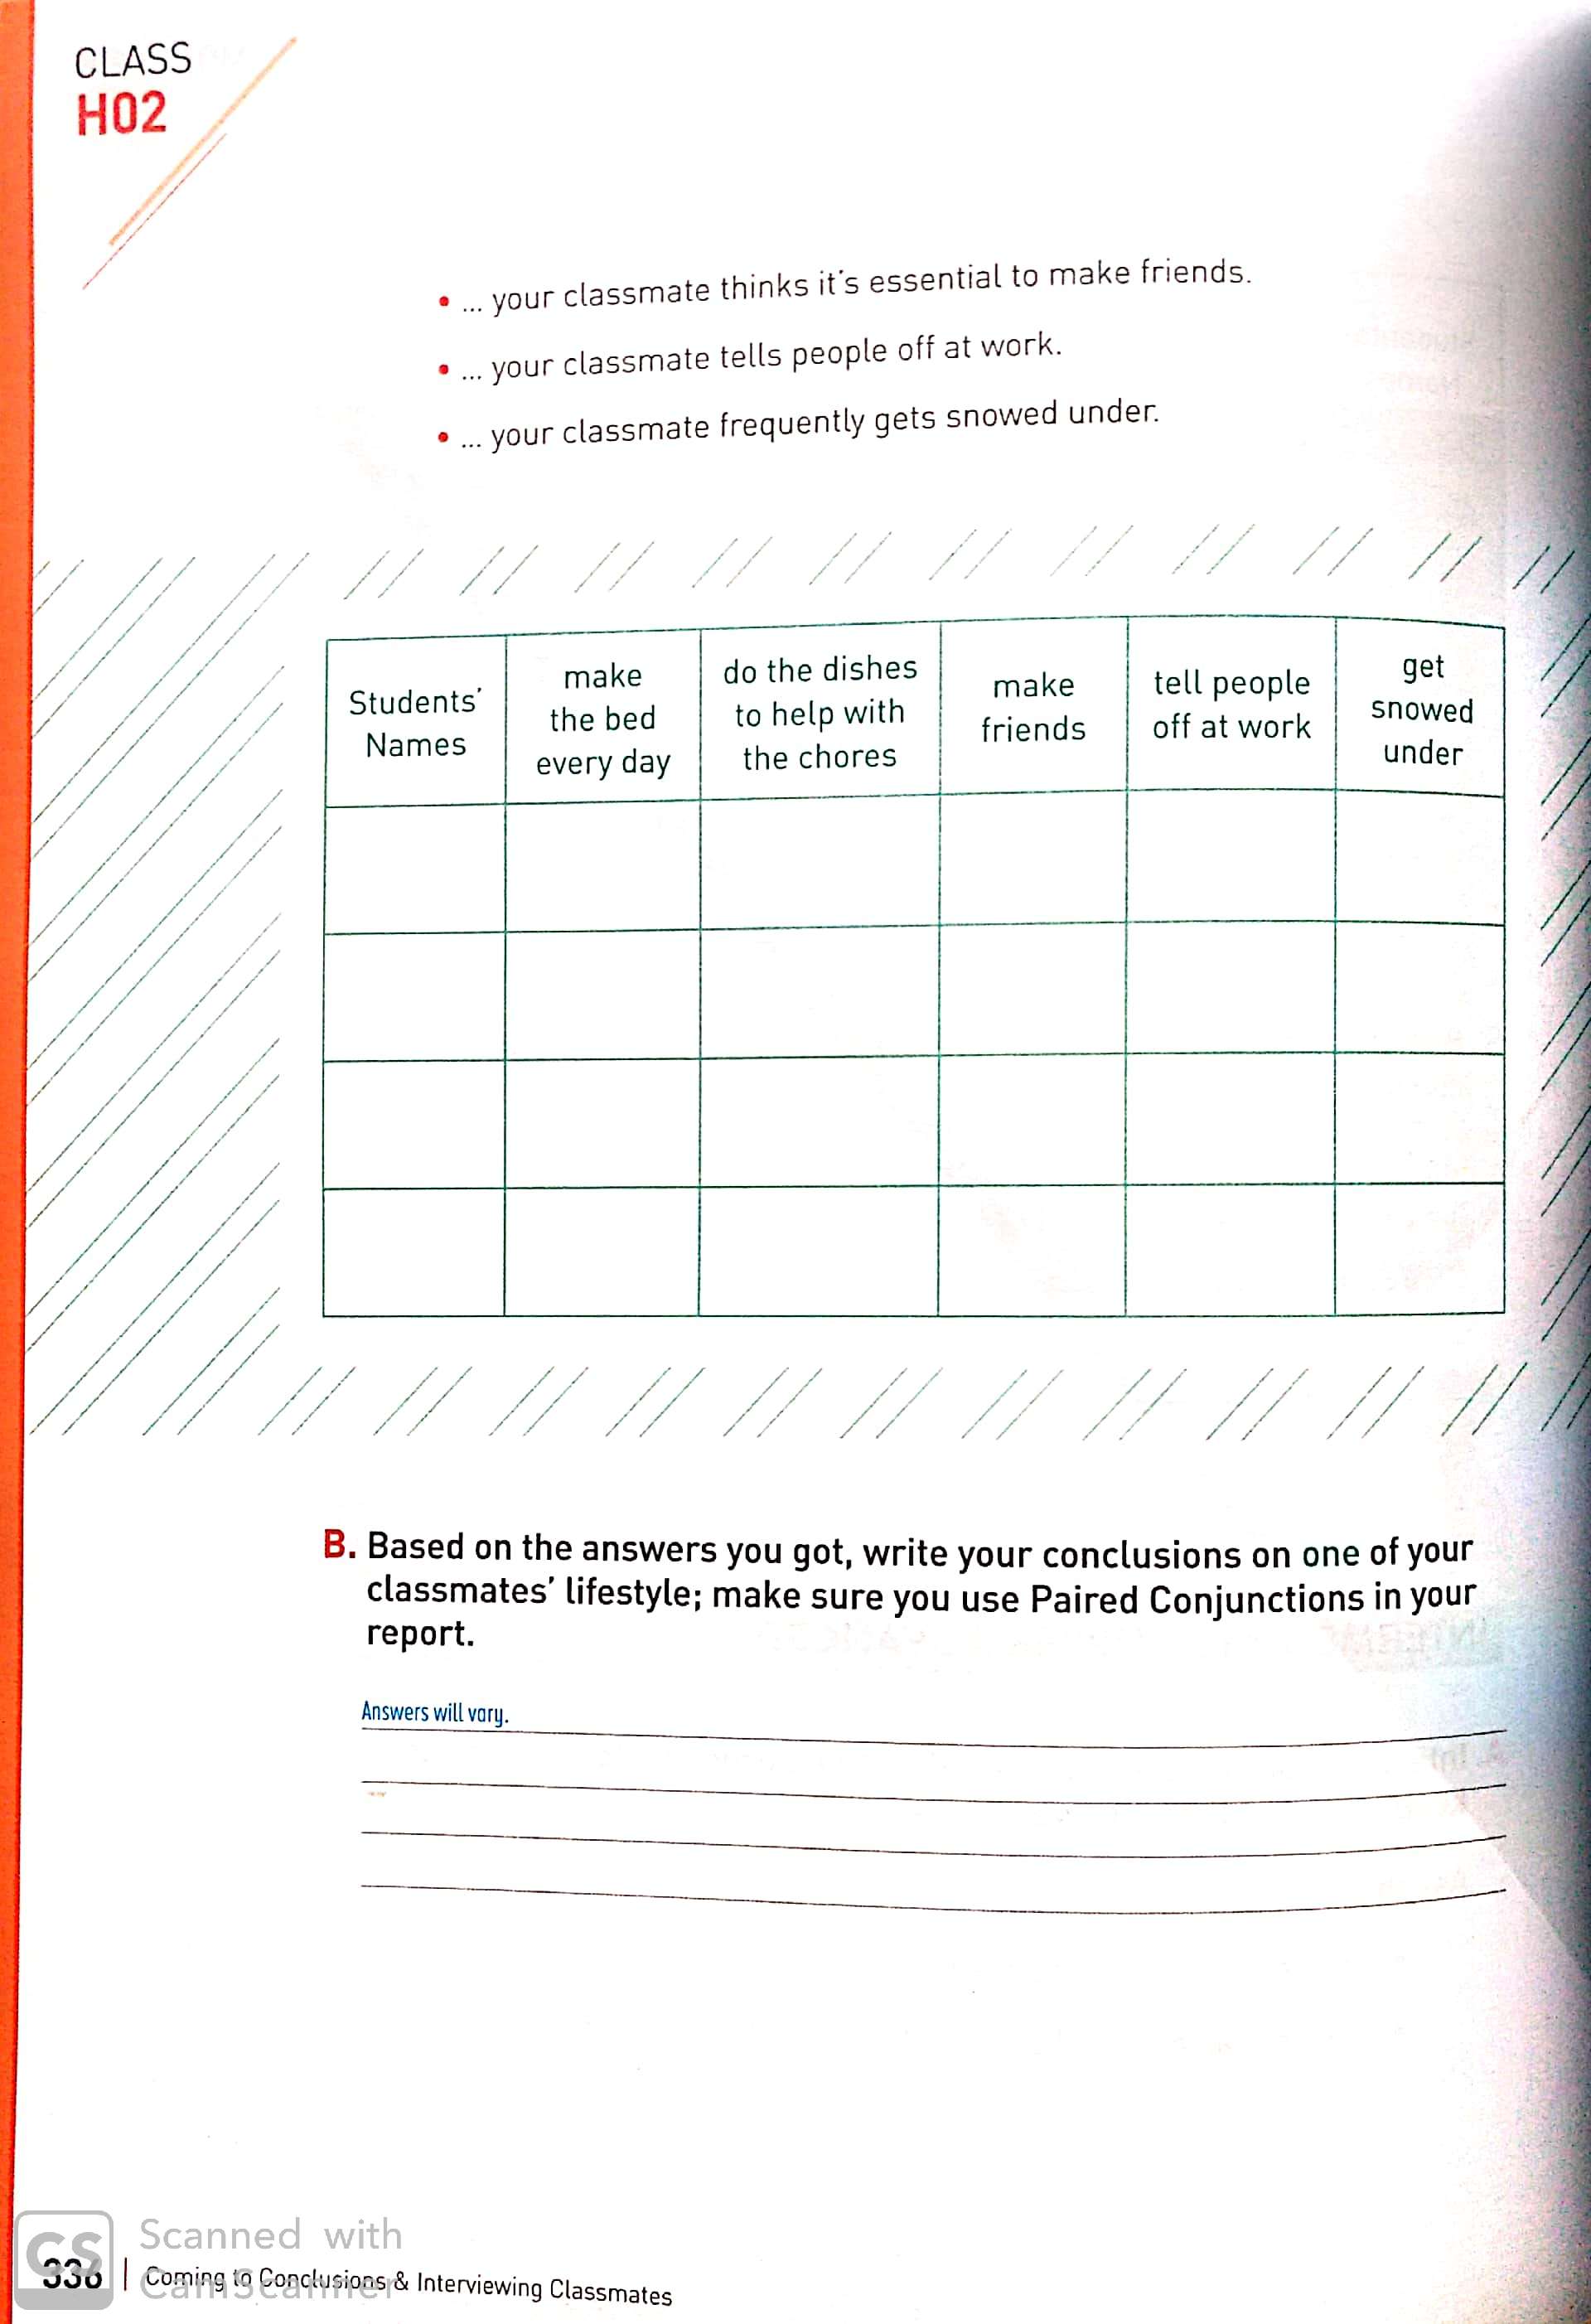 CLASS
H02
• ... your classmate thinks it's essential to make friends.
• ... your classmate tells people off at work.
• ... your classmate frequently gets snowed under.
Students'
Names
make
the bed
every day
do the dishes
to help with
the chores
make
friends
tell people
off at work
get
snowed
under
B. Based on the answers you got, write your conclusions on one of your
classmates' lifestyle; make sure you use Paired Conjunctions in your
report.
Answers will vary.
CS Scanned with
CamScanner
336 | Coming to Conclusions & Interviewing Classmates